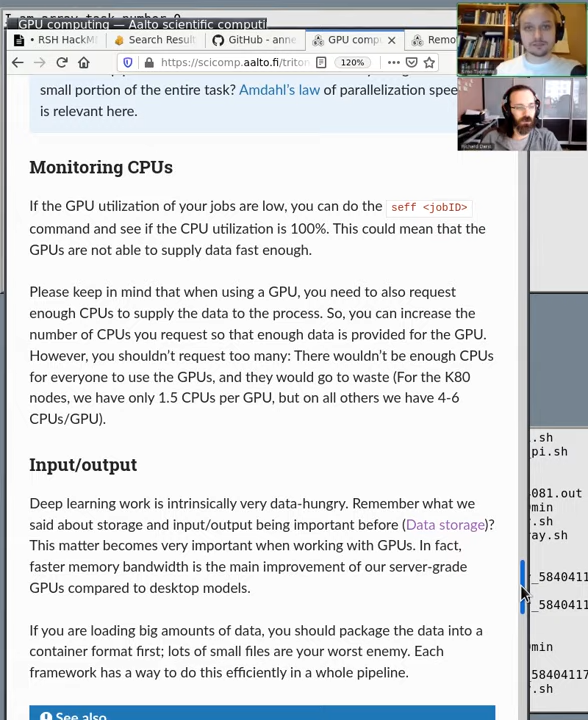 I am array task number 0
GPU computing — Aalto scientific computi
• RSH HackM
Search Result
GitHub - anne
GPU comp
Remo
https://scicomp.aalto.fi/triton
120%
small portion of the entire task? Amdahl's law of parallelization spee
is relevant here.
Monitoring CPUs
If the GPU utilization of your jobs are low, you can do the seff <jobID>
command and see if the CPU utilization is 100%. This could mean that the
GPUs are not able to supply data fast enough.
Please keep in mind that when using a GPU, you need to also request
enough CPUs to supply the data to the process. So, you can increase the
number of CPUs you request so that enough data is provided for the GPU.
However, you shouldn't request too many: There wouldn't be enough CPUs
for everyone to use the GPUs, and they would go to waste (For the K80
nodes, we have only 1.5 CPUs per GPU, but on all others we have 4-6
CPUs/GPU).
Input/output
Deep learning work is intrinsically very data-hungry. Remember what we
said about storage and input/output being important before (Data storage)?
This matter becomes very important when working with GPUs. In fact,
faster memory bandwidth is the main improvement of our server-grade
GPUs compared to desktop models.
If you are loading big amounts of data, you should package the data into a
container format first; lots of small files are your worst enemy. Each
framework has a way to do this efficiently in a whole pipeline.
See also
.sh
pi.sh
081.out
min
.sh
ay.sh
_5840411
_5840411
min
5840417
.sh